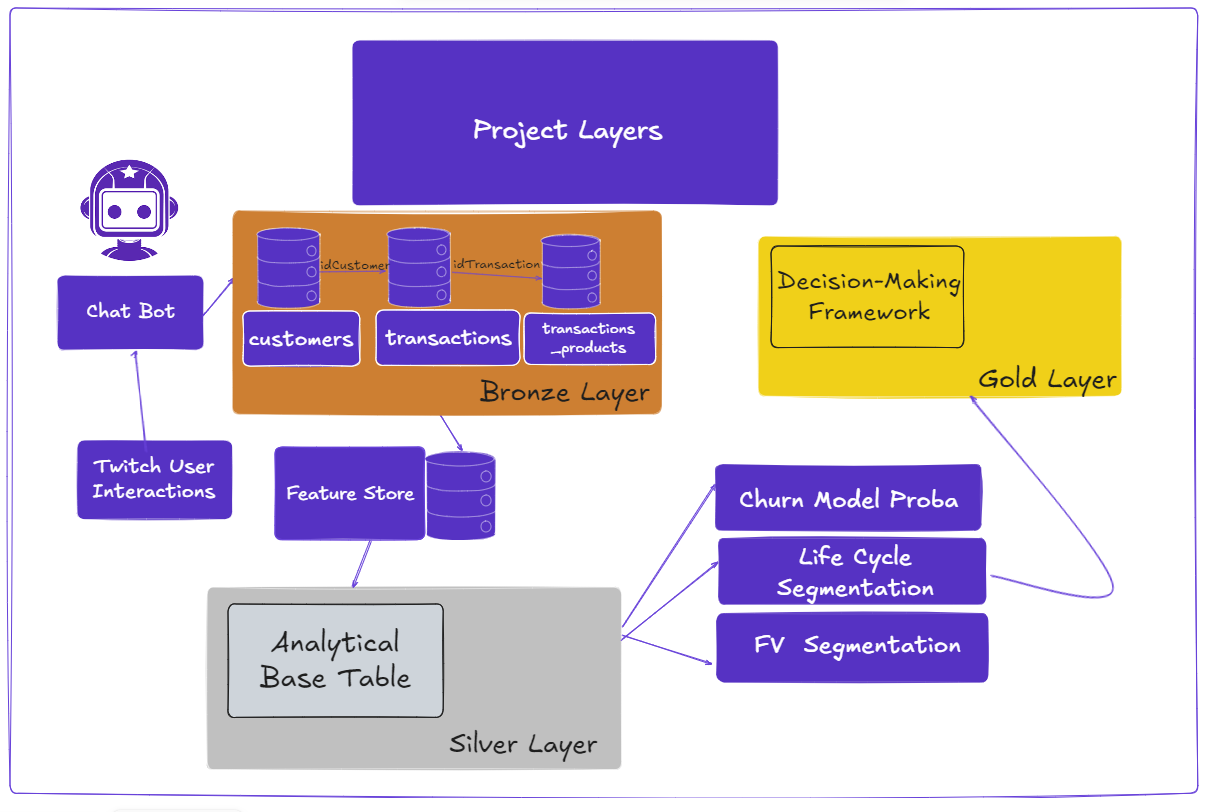 Project Layers
Chat Bot
Twitch User
Interactions
idCustomer
idTransaction
customers
transactions
transactions
_products
Bronze Layer
Feature Store
Analytical
Base Table
Silver Layer
Churn Model Proba
Life Cycle
Segmentation
FV Segmentation
Decision-Making
Framework
Gold Layer